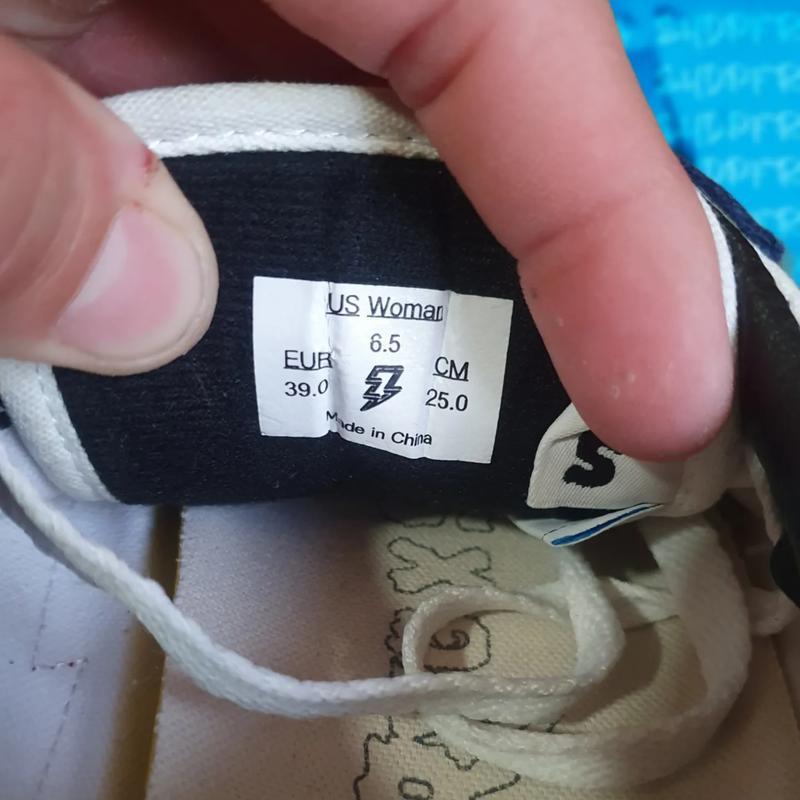 US Woman
6.5
EUR
39.0
CM
25.0
Made in China
S